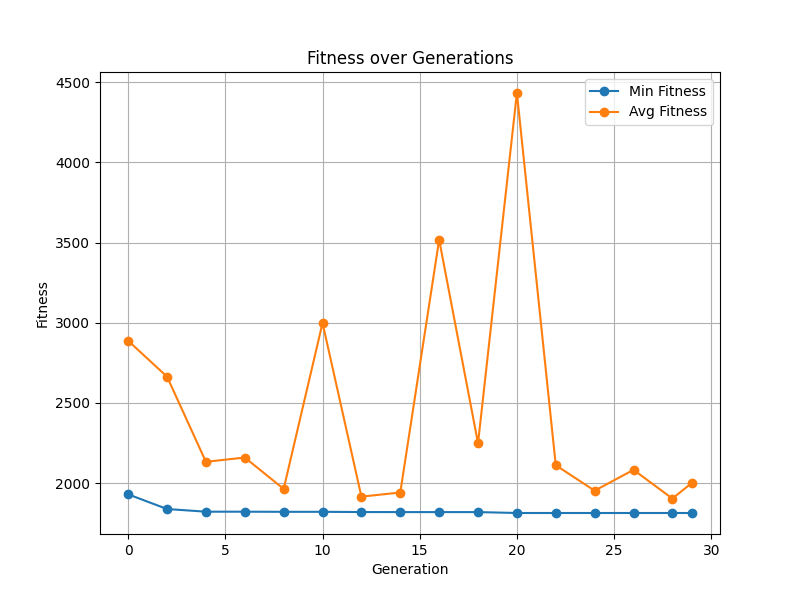 Fitness over Generations
Min Fitness
Avg Fitness
4500
4000
3500
3000
2500
2000
Fitness
0 5 10 15 20 25 30
Generation